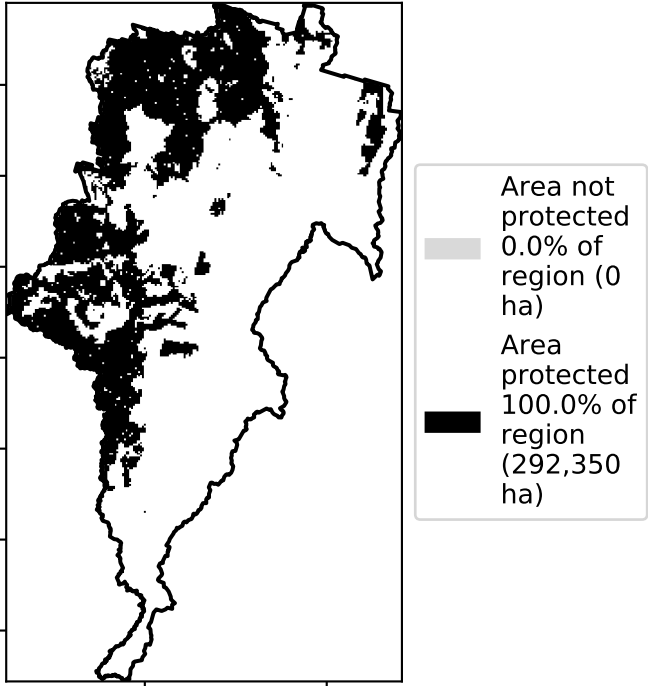 Area not
protected
0.0% of
region (0
ha)
Area
protected
100.0% of
region
(292,350
ha)